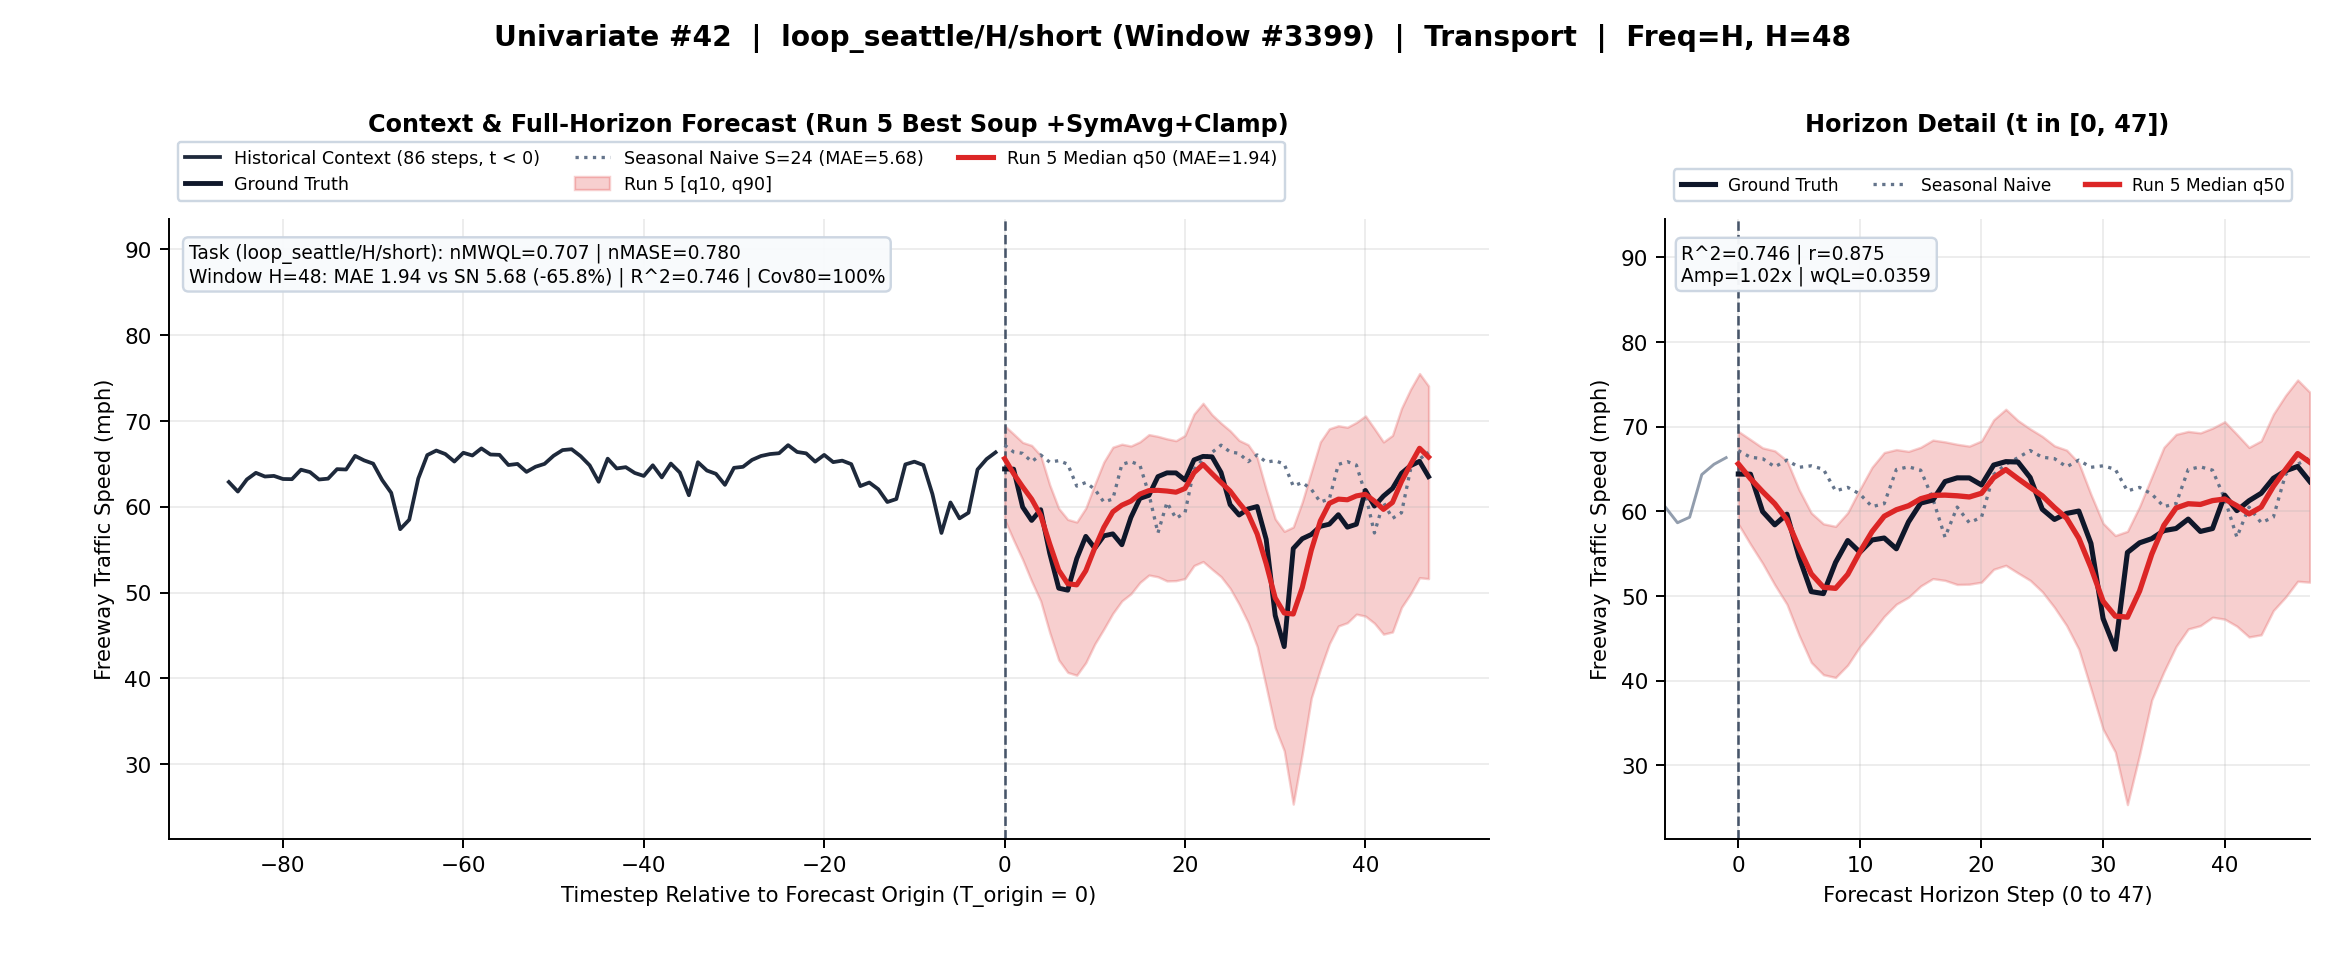 Univariate #42 | loop_seattle/H/short (Window #3399) | Transport | Freq=H, H=48
Context & Full-Horizon Forecast (Run 5 Best Soup +SymAvg+Clamp)
Historical Context (86 steps, t < 0)
Ground Truth
Seasonal Naive S=24 (MAE=5.68)
Run 5 [q10, q90]
Run 5 Median q50 (MAE=1.94)
Task (loop_seattle/H/short): nMWQL=0.707 | nMASE=0.780
Window H=48: MAE 1.94 vs SN 5.68 (-65.8%) | R^2=0.746 | Cov80=100%
Freeway Traffic Speed (mph)
90
80
70
60
50
40
30
−80
−60
−40
−20
0
20
40
Timestep Relative to Forecast Origin (T_origin = 0)
Horizon Detail (t in [0, 47])
Ground Truth
Seasonal Naive
Run 5 Median q50
R^2=0.746 | r=0.875
Amp=1.02x | wQL=0.0359
Freeway Traffic Speed (mph)
90
80
70
60
50
40
30
0
10
20
30
40
Forecast Horizon Step (0 to 47)